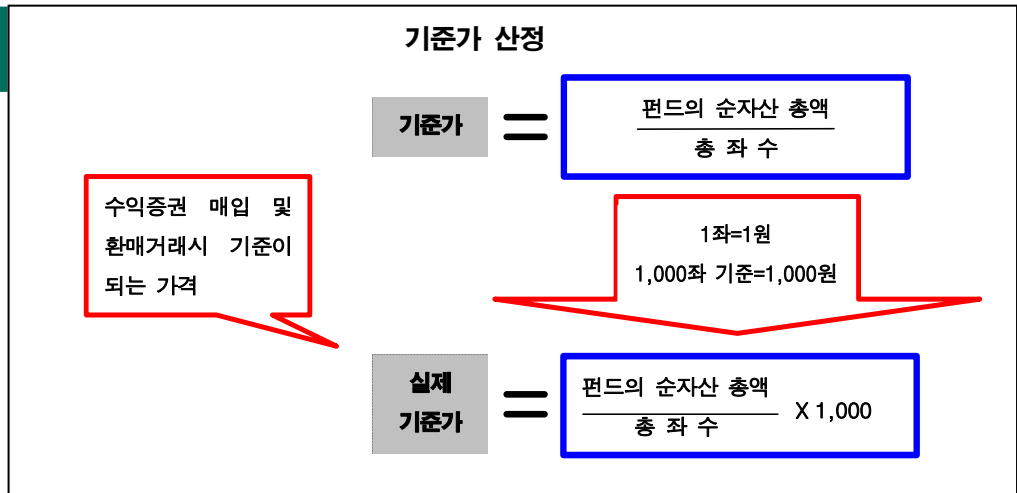 기준가 산정
기준가 = 펀드의 순자산 총액
총 좌 수
수익증권 매입 및
환매거래시 기준이
되는 가격
1좌=1원
1,000좌 기준=1,000원
실제
기준가 = 펀드의 순자산 총액
총 좌 수
X 1,000